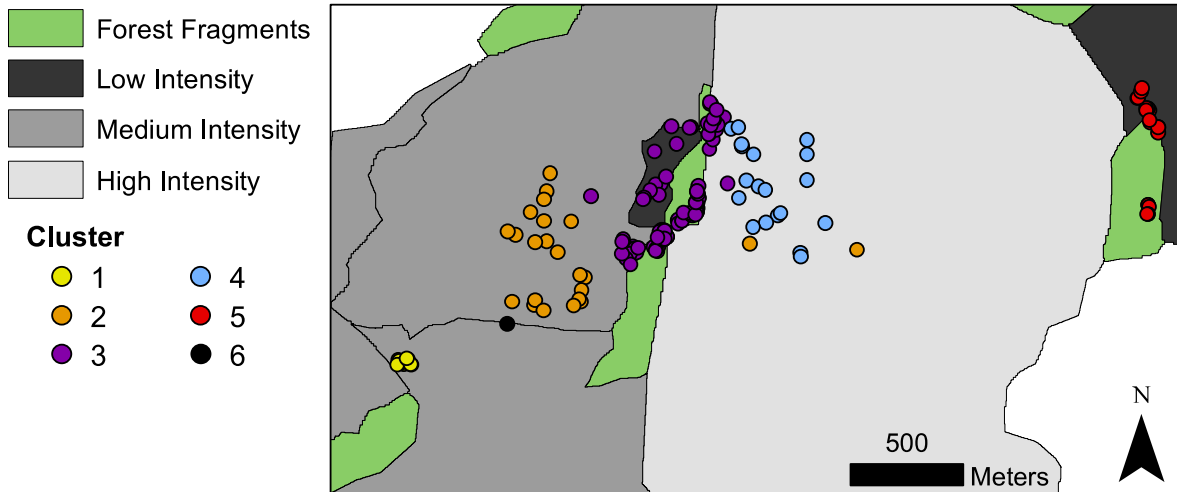 Forest Fragments
Low Intensity
Medium Intensity
High Intensity
Cluster
1 4
2 5
3 6
N
500
Meters